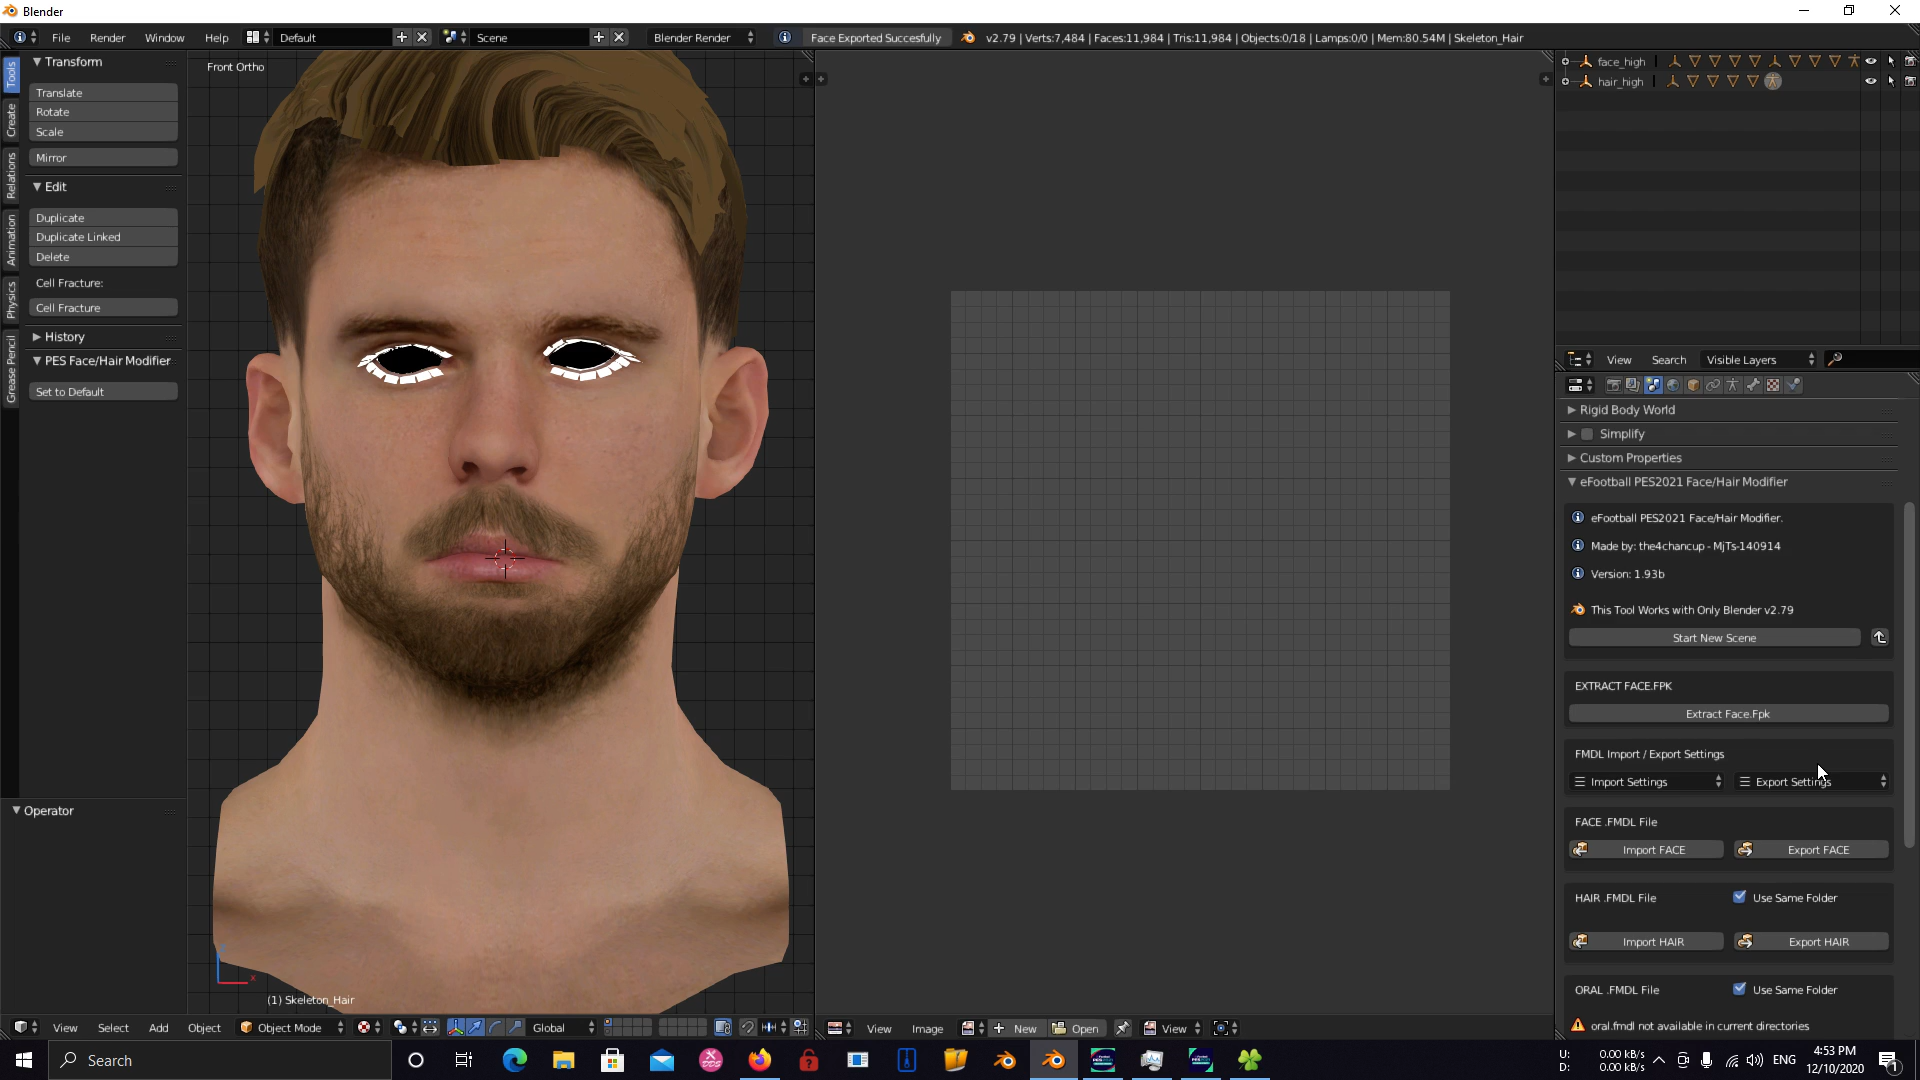 Blender
File Render Window Help Default Scene Blender Render Face Exported Succesfully v2.79 | Verts:7,484 | Faces:11,984 | Tris:11,984 | Objects:0/18 | Lamps:0/0 | Mem:80.54M | Skeleton_Hair
Tools
Create
Relations
Animation
Physics
Grease Pencil
Transform
Translate
Rotate
Scale
Mirror
Edit
Duplicate
Duplicate Linked
Delete
Cell Fracture:
Cell Fracture
History
PES Face/Hair Modifier
Set to Default
Operator
Front Ortho
(1) Skeleton_Hair
View Select Add Object Object Mode Global
View Image New Open View
face_high
hair_high
View Search Visible Layers
Rigid Body World
Simplify
Custom Properties
eFootball PES2021 Face/Hair Modifier
eFootball PES2021 Face/Hair Modifier.
Made by: the4chancup - MjTs-140914
Version: 1.93b
This Tool Works with Only Blender v2.79
Start New Scene
EXTRACT FACE.FPK
Extract Face.Fpk
FMDL Import / Export Settings
Import Settings Export Settings
FACE .FMDL File
Import FACE Export FACE
HAIR .FMDL File Use Same Folder
Import HAIR Export HAIR
ORAL .FMDL File Use Same Folder
oral.fmdl not available in current directories
Search
U: 0.00 kB/s
D: 0.00 kB/s
ENG
4:53 PM
12/10/2020
1